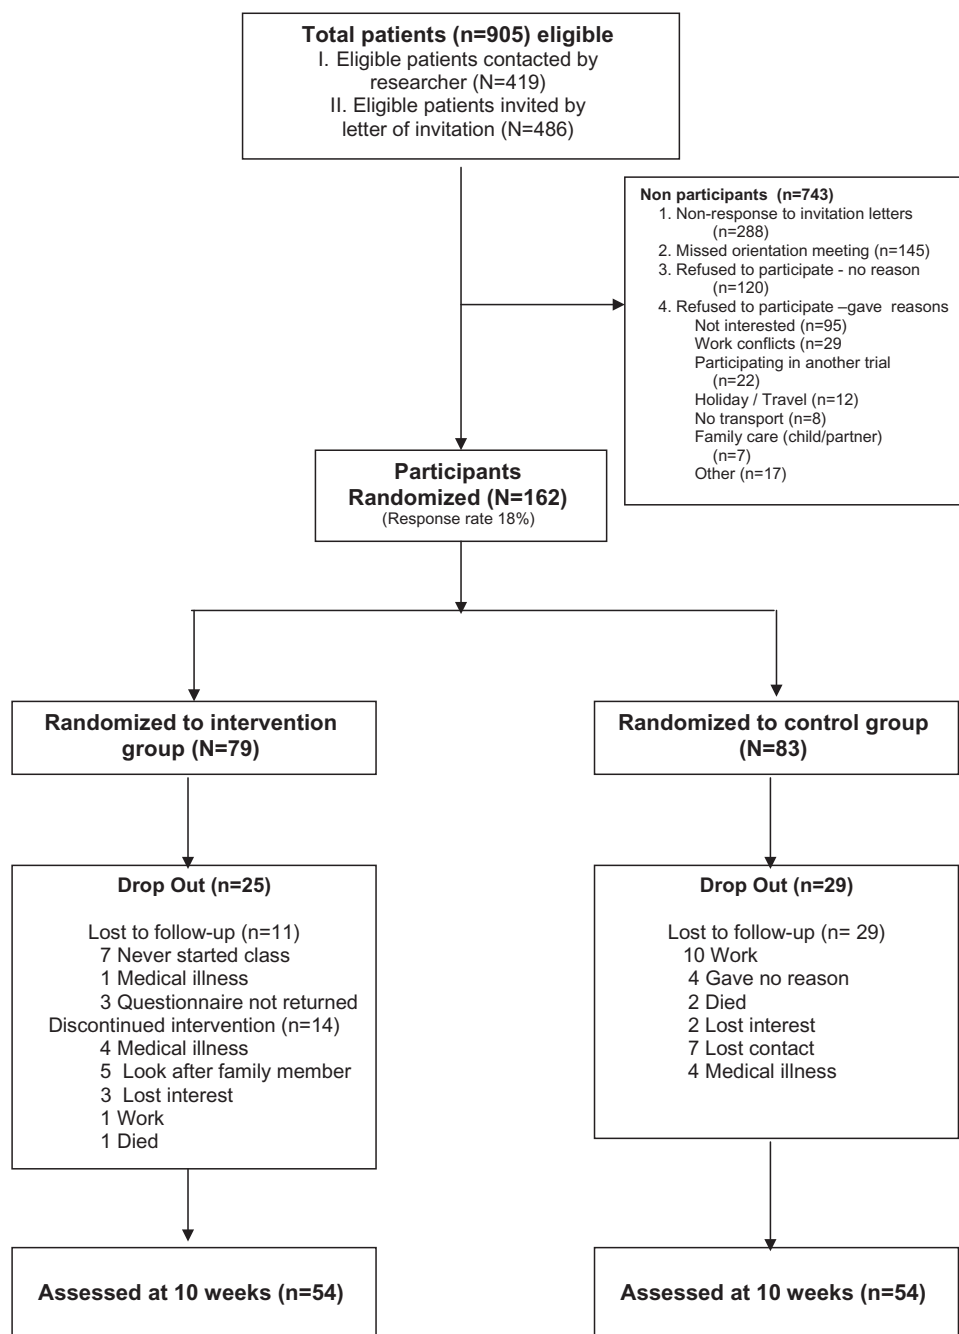 Total patients (n=905) eligible
I. Eligible patients contacted by
researcher (N=419)
II. Eligible patients invited by
letter of invitation (N=486)
Non participants (n=743)
1. Non-response to invitation letters
(n=288)
2. Missed orientation meeting (n=145)
3. Refused to participate - no reason
(n=120)
4. Refused to participate –gave reasons
Not interested (n=95)
Work conflicts (n=29
Participating in another trial
(n=22)
Holiday / Travel (n=12)
No transport (n=8)
Family care (child/partner)
(n=7)
Other (n=17)
Participants
Randomized (N=162)
(Response rate 18%)
Randomized to intervention
group (N=79)
Randomized to control group
(N=83)
Drop Out (n=25)
Lost to follow-up (n=11)
7 Never started class
1 Medical illness
3 Questionnaire not returned
Discontinued intervention (n=14)
4 Medical illness
5 Look after family member
3 Lost interest
1 Work
1 Died
Drop Out (n=29)
Lost to follow-up (n= 29)
10 Work
4 Gave no reason
2 Died
2 Lost interest
7 Lost contact
4 Medical illness
Assessed at 10 weeks (n=54)
Assessed at 10 weeks (n=54)